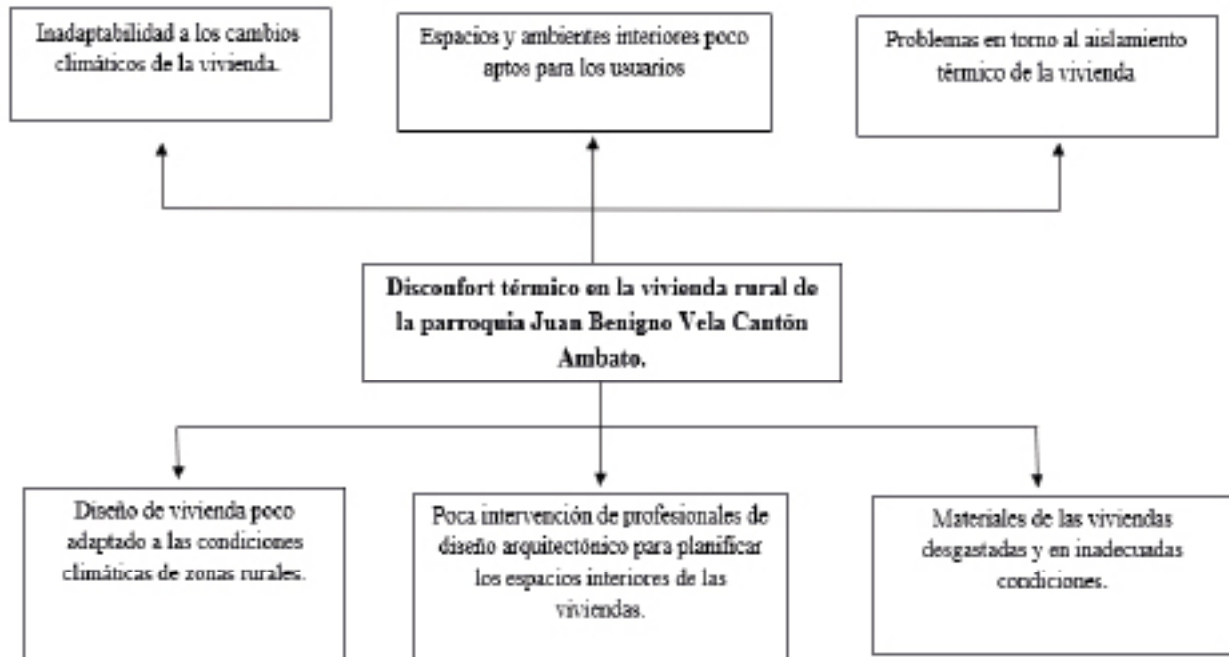 Inadaptabilidad a los cambios
climáticos de la vivienda.
Espacios y ambientes interiores poco
aptos para los usuarios
Problemas en torno al aislamiento
térmico de la vivienda
Disconfort térmico en la vivienda rural de
la parroquia Juan Benigno Vela Cantón
Ambato.
Diseño de vivienda poco
adaptado a las condiciones
climáticas de zonas rurales.
Poca intervención de profesionales de
diseño arquitectónico para planificar
los espacios interiores de las
viviendas.
Materiales de las viviendas
desgastadas y en inadecuadas
condiciones.